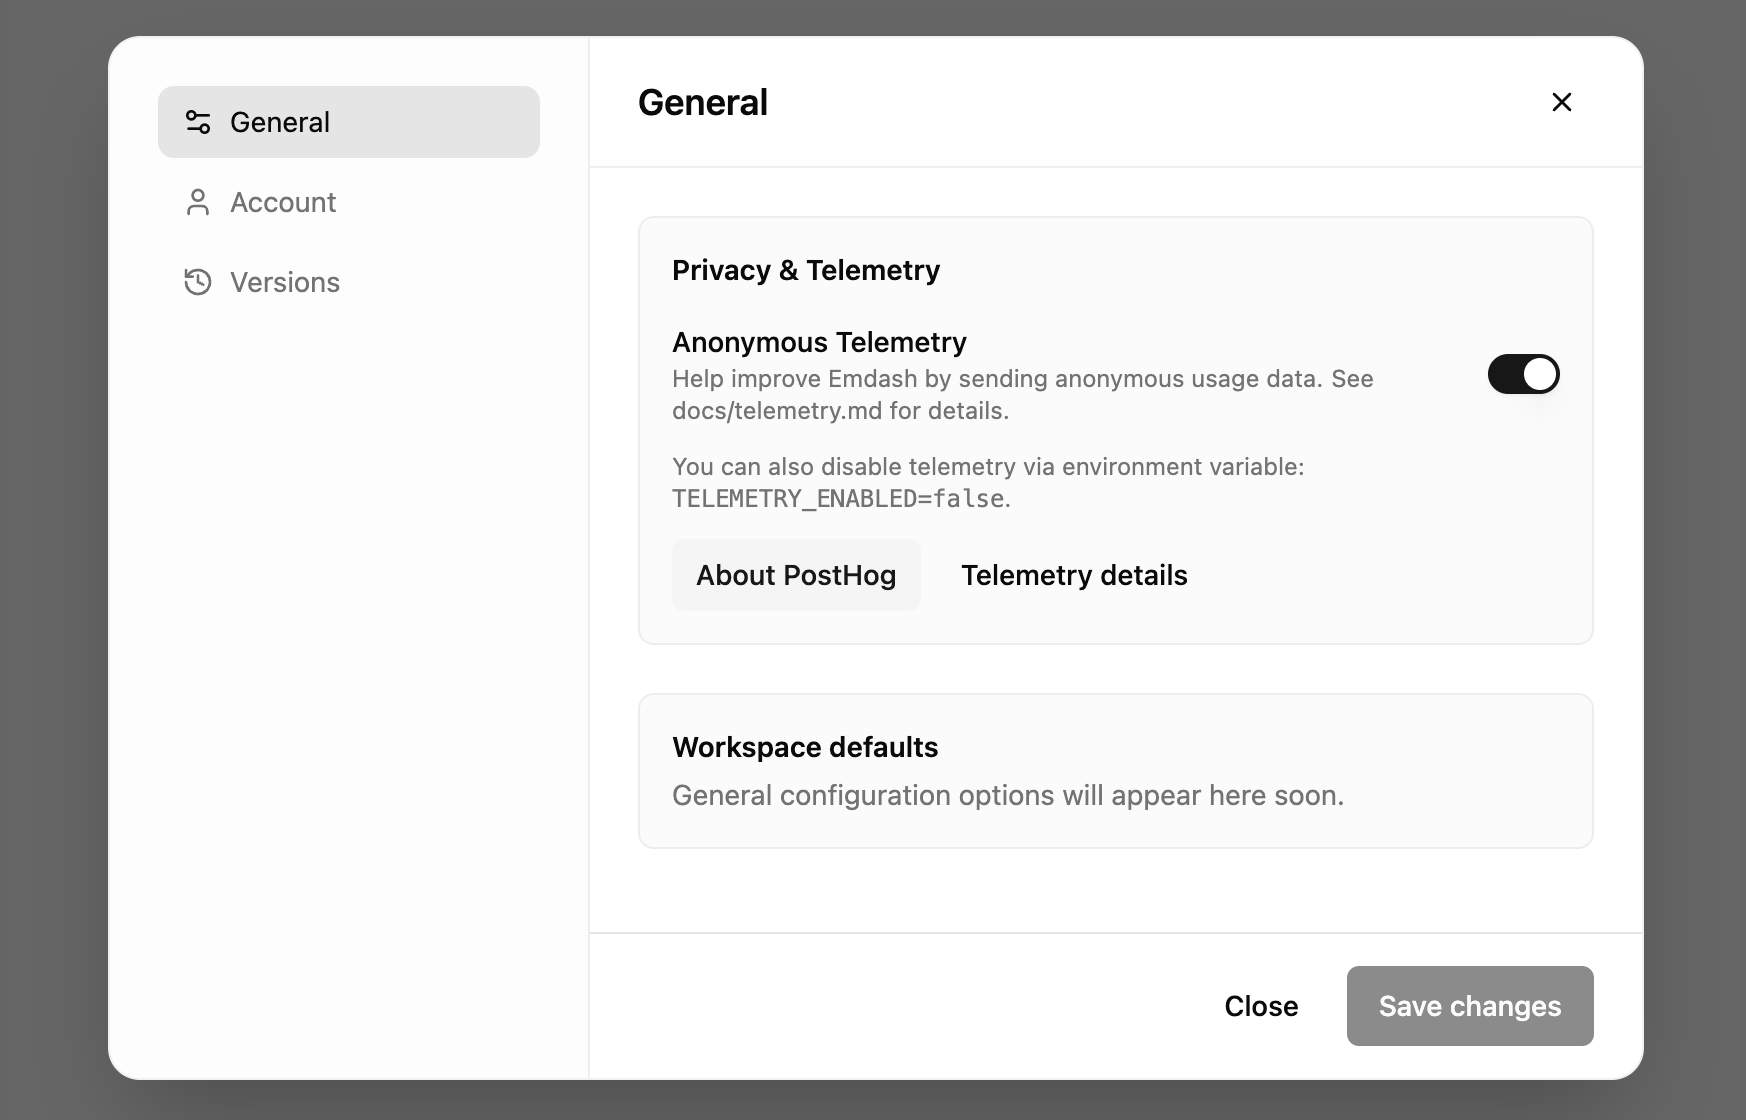 General
Account
Versions
General
Privacy & Telemetry
Anonymous Telemetry
Help improve Emdash by sending anonymous usage data. See
docs/telemetry.md for details.
You can also disable telemetry via environment variable:
TELEMETRY_ENABLED=false.
About PostHog
Telemetry details
Workspace defaults
General configuration options will appear here soon.
Close
Save changes